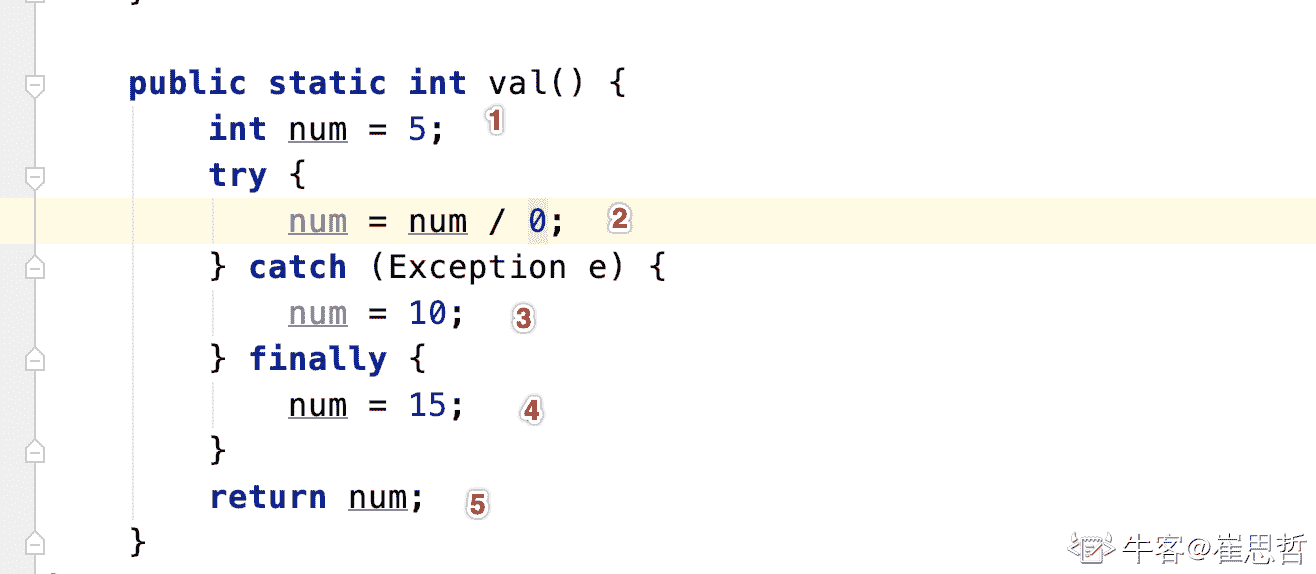 }
public static int val() {
int num = 5; 1
try {
num = num / 0; 2
} catch (Exception e) {
num = 10; 3
} finally {
num = 15; 4
}
return num; 5
}
牛客@崔思哲